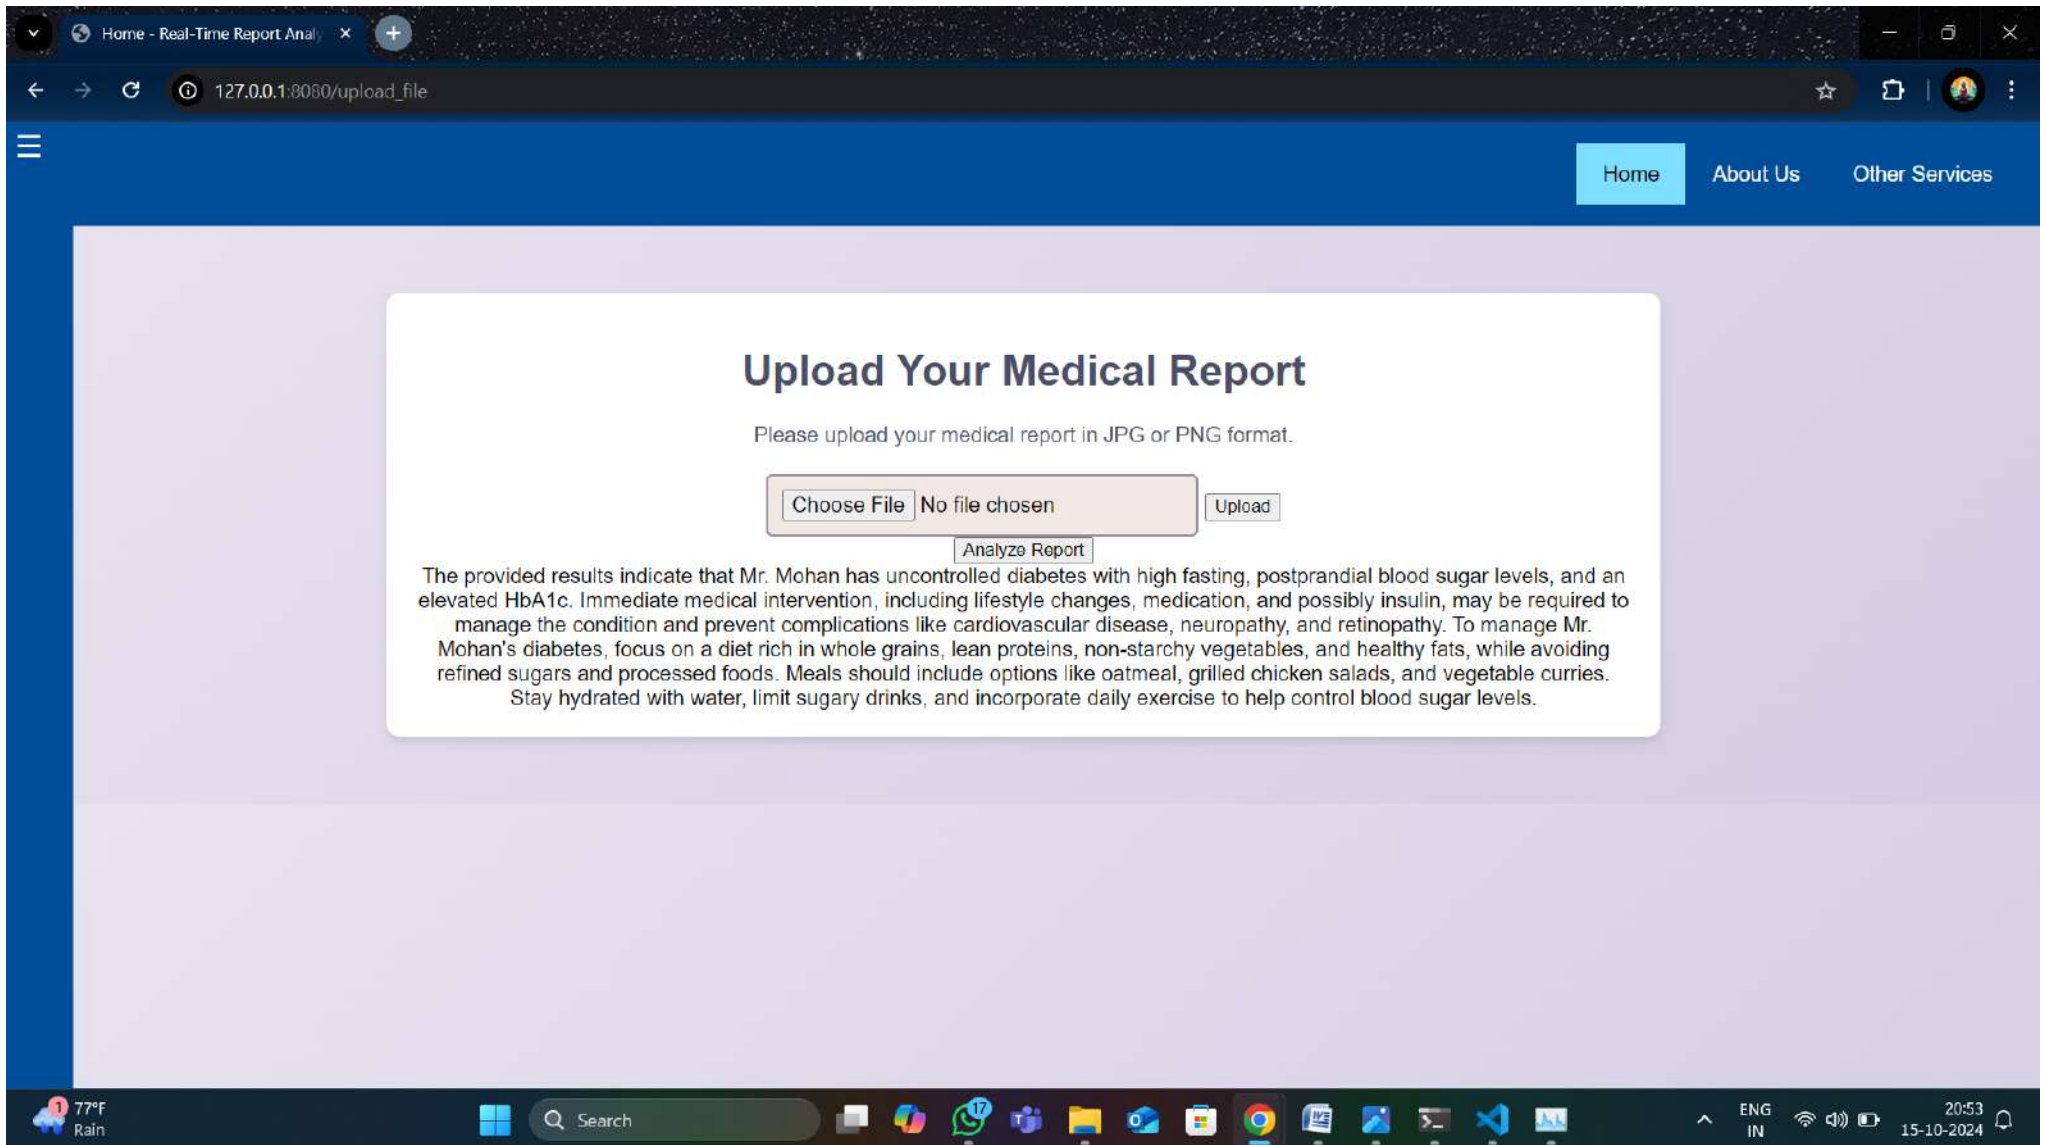 Home - Real-Time Report Analy
127.0.0.1:8080/upload_file
Home About Us Other Services
Upload Your Medical Report
Please upload your medical report in JPG or PNG format.
Choose File No file chosen Upload
Analyze Report
The provided results indicate that Mr. Mohan has uncontrolled diabetes with high fasting, postprandial blood sugar levels, and an
elevated HbA1c. Immediate medical intervention, including lifestyle changes, medication, and possibly insulin, may be required to
manage the condition and prevent complications like cardiovascular disease, neuropathy, and retinopathy. To manage Mr.
Mohan's diabetes, focus on a diet rich in whole grains, lean proteins, non-starchy vegetables, and healthy fats, while avoiding
refined sugars and processed foods. Meals should include options like oatmeal, grilled chicken salads, and vegetable curries.
Stay hydrated with water, limit sugary drinks, and incorporate daily exercise to help control blood sugar levels.
1 77°F
Rain
Search
17
ENG
IN
20:53
15-10-2024